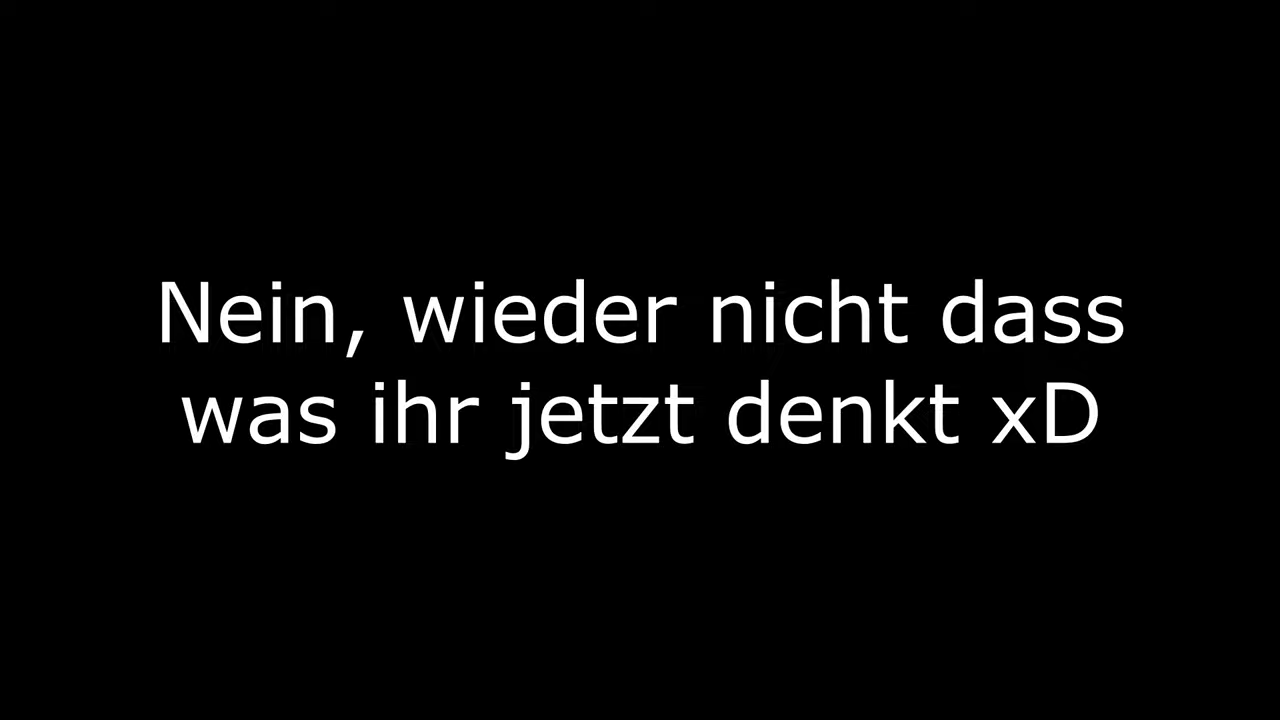 Nein, wieder nicht dass
was ihr jetzt denkt xD